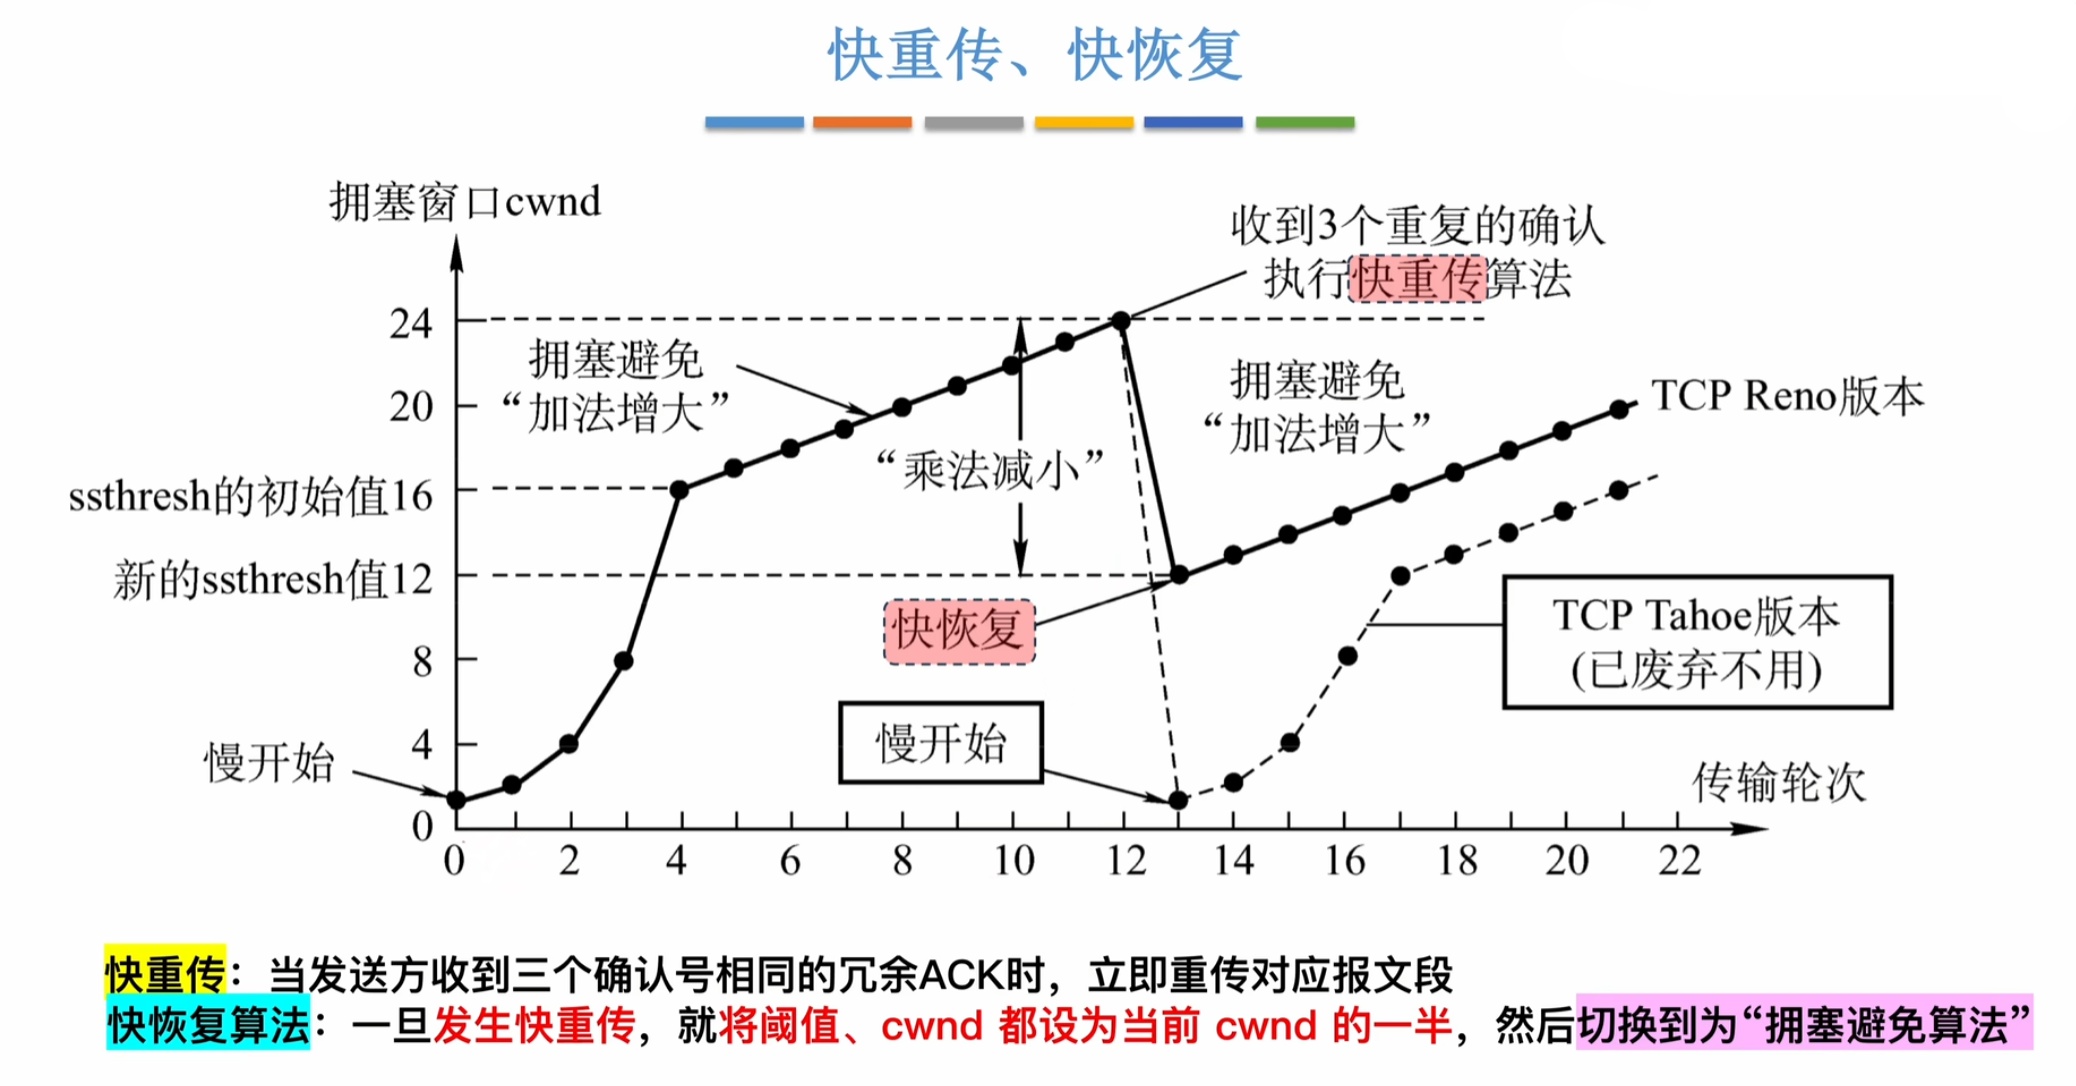 快重传、快恢复
拥塞窗口cwnd
收到3个重复的确认
执行快重传算法
24
拥塞避免
“加法增大”
拥塞避免
“加法增大”
20
TCP Reno版本
“乘法减小”
ssthresh的初始值16
新的ssthresh值12
快恢复
TCP Tahoe版本
(已废弃不用)
8
4
慢开始
慢开始
传输轮次
0
0 2 4 6 8 10 12 14 16 18 20 22
快重传：当发送方收到三个确认号相同的冗余ACK时，立即重传对应报文段
快恢复算法：一旦发生快重传，就将阈值、cwnd 都设为当前 cwnd 的一半，然后切换到为“拥塞避免算法”